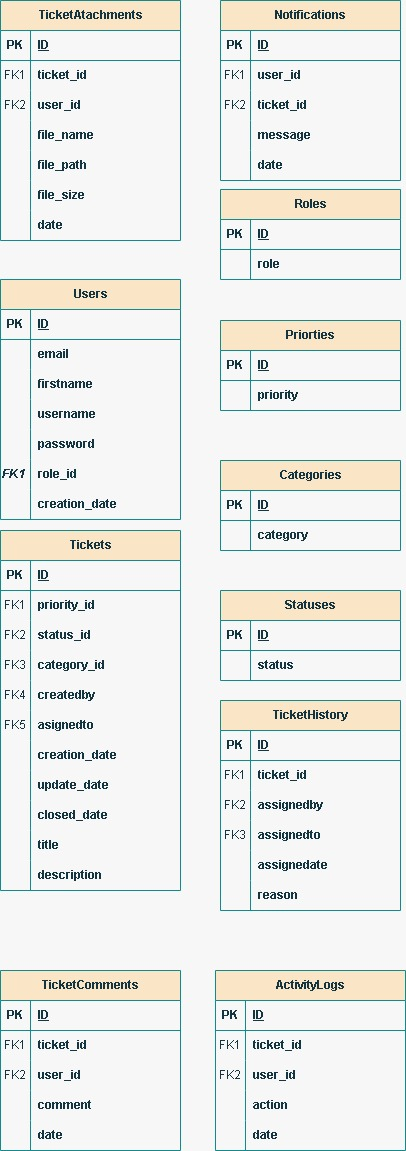 TicketAtachments
PK ID
FK1 ticket_id
FK2 user_id
file_name
file_path
file_size
date
Notifications
PK ID
FK1 user_id
FK2 ticket_id
message
date
Roles
PK ID
role
Users
PK ID
email
firstname
username
password
FK1 role_id
creation_date
Priorties
PK ID
priority
Categories
PK ID
category
Tickets
PK ID
FK1 priority_id
FK2 status_id
FK3 category_id
FK4 createdby
FK5 asignedto
creation_date
update_date
closed_date
title
description
Statuses
PK ID
status
TicketHistory
PK ID
FK1 ticket_id
FK2 assignedby
FK3 assignedto
assignedate
reason
TicketComments
PK ID
FK1 ticket_id
FK2 user_id
comment
date
ActivityLogs
PK ID
FK1 ticket_id
FK2 user_id
action
date